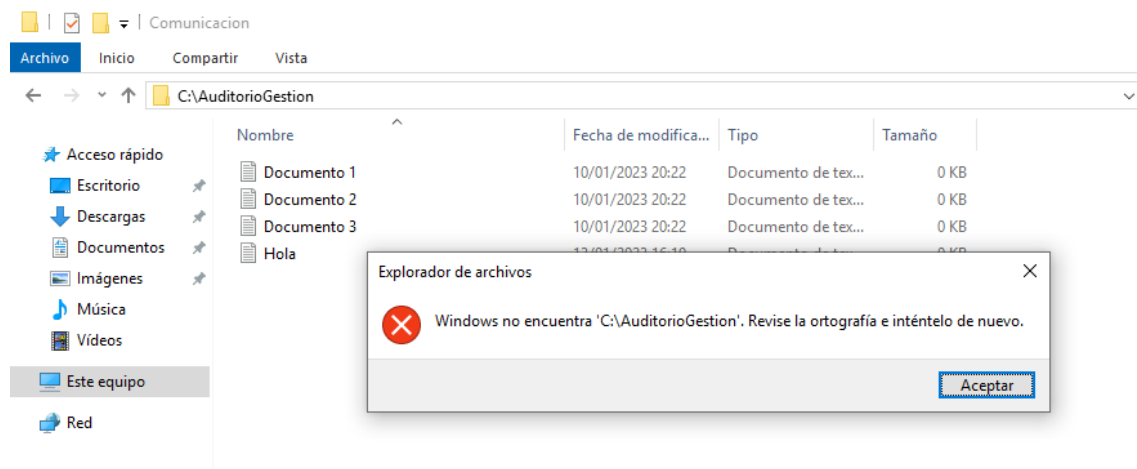 Comunicacion
Archivo Inicio Compartir Vista
C:\AuditorioGestion
Nombre Fecha de modifica... Tipo Tamaño
Acceso rápido
Escritorio
Descargas
Documentos
Imágenes
Música
Vídeos
Este equipo
Red
Documento 1 10/01/2023 20:22 Documento de tex... 0 KB
Documento 2 10/01/2023 20:22 Documento de tex... 0 KB
Documento 3 10/01/2023 20:22 Documento de tex... 0 KB
Hola
Explorador de archivos
Windows no encuentra 'C:\AuditorioGestion'. Revise la ortografía e inténtelo de nuevo.
Aceptar